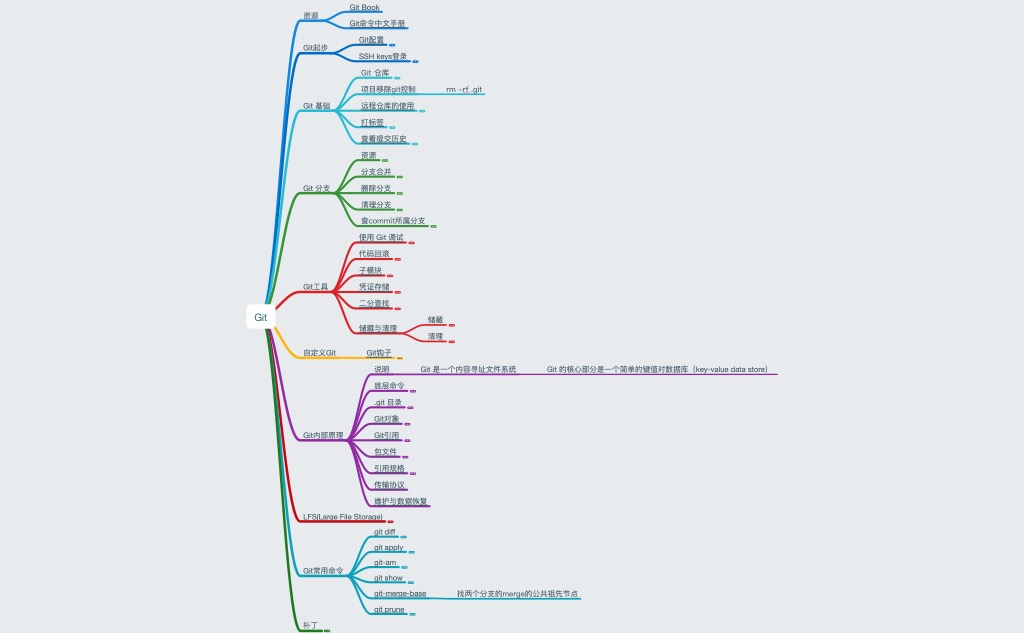 Git
资源
Git Book
Git命令中文手册
Git起步
Git配置
SSH keys登录
Git 基础
Git 仓库
项目移除git控制
rm -rf .git
远程仓库的使用
打标签
查看提交历史
Git 分支
资源
分支合并
删除分支
清理分支
查commit所属分支
Git工具
使用 Git 调试
代码回滚
子模块
凭证存储
二分查找
储藏与清理
储藏
清理
自定义Git
Git钩子
Git内部原理
说明
Git 是一个内容寻址文件系统
Git 的核心部分是一个简单的键值对数据库（key-value data store）
底层命令
.git 目录
Git对象
Git引用
包文件
引用规格
传输协议
维护与数据恢复
LFS(Large File Storage)
Git常用命令
git diff
git apply
git-am
git show
git-merge-base
找两个分支的merge的公共祖先节点
git prune
补丁